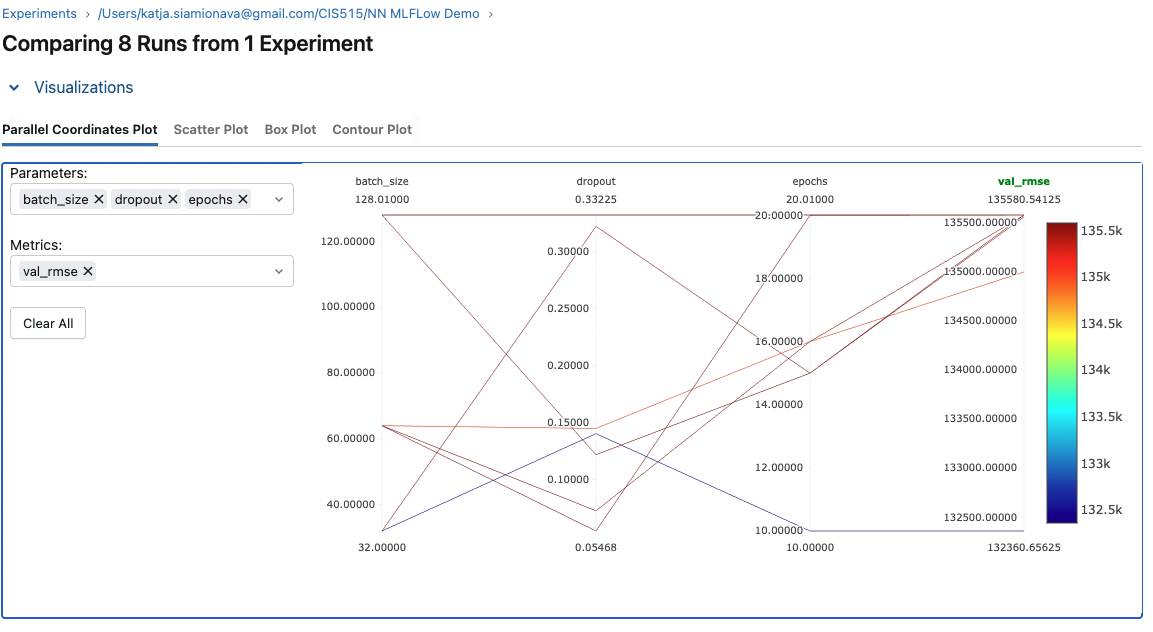 Experiments > /Users/katja.siamionava@gmail.com/CIS515/NN MLFLow Demo >
Comparing 8 Runs from 1 Experiment
Visualizations
Parallel Coordinates Plot Scatter Plot Box Plot Contour Plot
Parameters:
batch_size × dropout × epochs ×
Metrics:
val_rmse ×
Clear All
batch_size dropout epochs val_rmse
128.01000 0.33225 20.01000 135580.54125
120.00000
100.00000
80.00000
60.00000
40.00000
32.00000
0.30000
0.25000
0.20000
0.15000
0.10000
0.05468
20.00000
18.00000
16.00000
14.00000
12.00000
10.00000
10.00000
135500.00000
135000.00000
134500.00000
134000.00000
133500.00000
133000.00000
132500.00000
132360.65625
135.5k
135k
134.5k
134k
133.5k
133k
132.5k